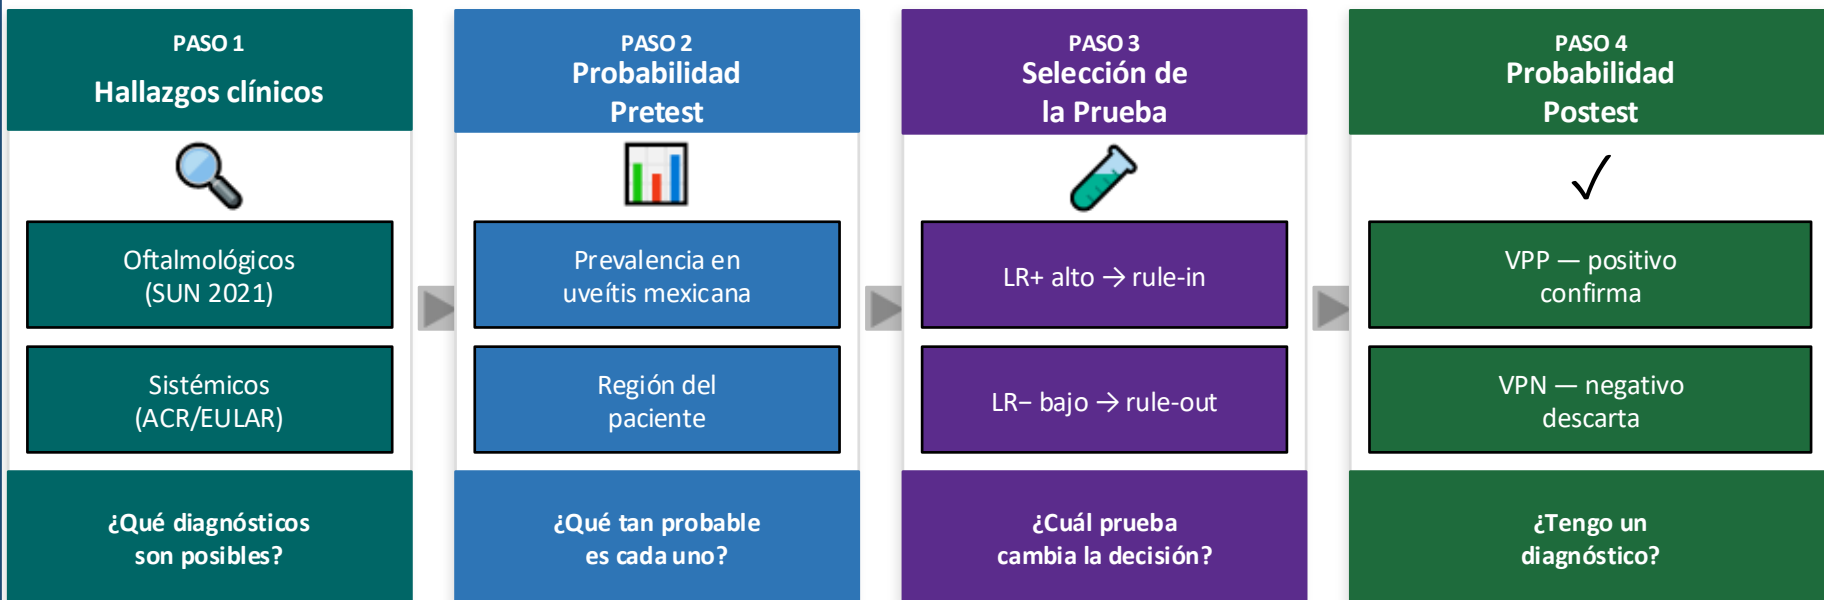 PASO 1
Hallazgos clínicos
Oftalmológicos
(SUN 2021)
Sistémicos
(ACR/EULAR)
¿Qué diagnósticos
son posibles?
PASO 2
Probabilidad
Pretest
Prevalencia en
uveítis mexicana
Región del
paciente
¿Qué tan probable
es cada uno?
PASO 3
Selección de
la Prueba
LR+ alto → rule-in
LR− bajo → rule-out
¿Cuál prueba
cambia la decisión?
PASO 4
Probabilidad
Postest
VPP — positivo
confirma
VPN — negativo
descarta
¿Tengo un
diagnóstico?